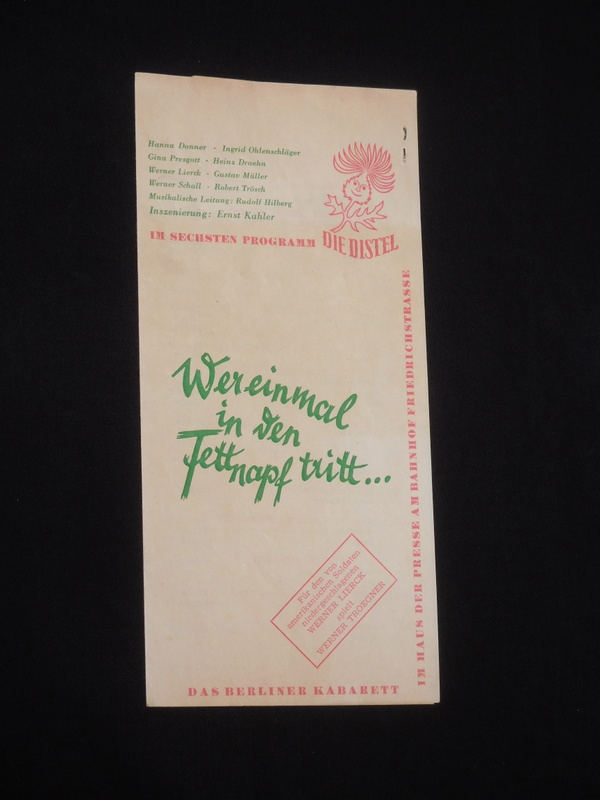 Hanna Donner - Ingrid Ohlenschläger
Gina Presgott - Heinz Draehn
Werner Lierck - Gustav Müller
Werner Schall - Robert Trösch
Musikalische Leitung: Rudolf Hilberg
Inszenierung: Ernst Kahler
IM SECHSTEN PROGRAMM
DIE DISTEL
IM HAUS DER PRESSE AM BAHNHOF FRIEDRICHSTRASSE
Wer einmal
in den
Fettnapf tritt...
Für den von
amerikanischen Soldaten
niedergeschlagenen
WERNER LIERCK
spielt
WERNER TROEGNER
DAS BERLINER KABARETT